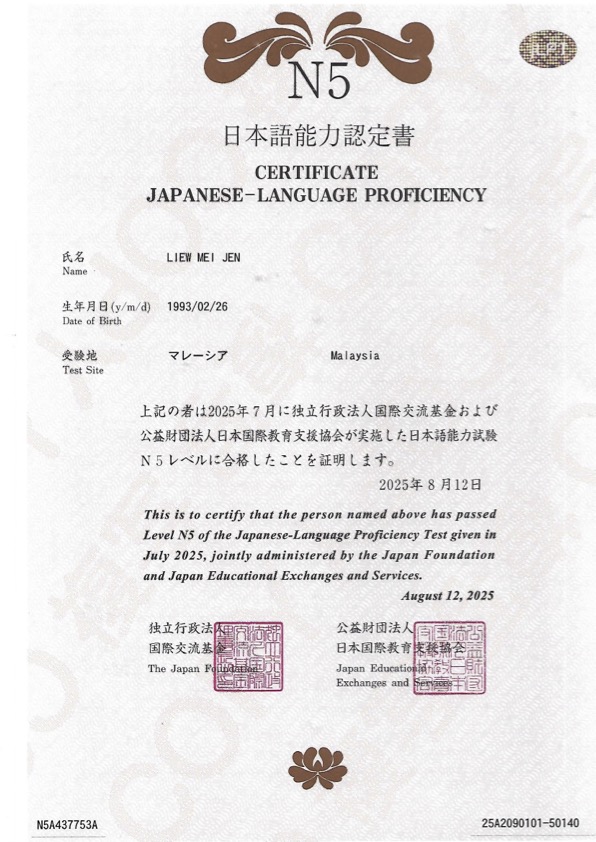 JLPT
N5
日本語能力認定書
CERTIFICATE
JAPANESE-LANGUAGE PROFICIENCY
氏名 LIEW MEI JEN
Name
生年月日(y/m/d) 1993/02/26
Date of Birth
受験地 マレーシア Malaysia
Test Site
上記の者は2025年7月に独立行政法人国際交流基金および
公益財団法人日本国際教育支援協会が実施した日本語能力試験
N5レベルに合格したことを証明します。
2025年8月12日
This is to certify that the person named above has passed
Level N5 of the Japanese-Language Proficiency Test given in
July 2025, jointly administered by the Japan Foundation
and Japan Educational Exchanges and Services.
August 12, 2025
独立行政法人 公益財団法人
国際交流基金 日本国際教育支援協会
The Japan Foundation Japan Educational
Exchanges and Services
N5A437753A 25A2090101-50140